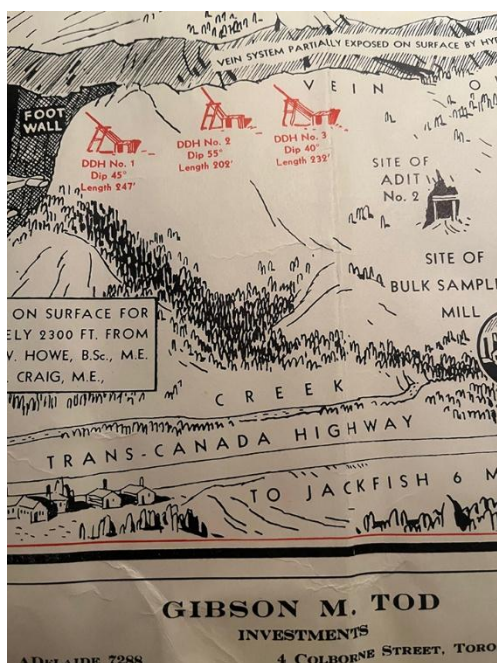 VEIN SYSTEM PARTIALLY EXPOSED ON SURFACE BY
VEIN
FOOT
WALL
DDH No. 1
Dip 45°
Length 247'
DDH No. 2
Dip 55°
Length 202'
DDH No. 3
Dip 40°
Length 232'
SITE OF
ADIT
No. 2
SITE OF
BULK SAMPLE
MILL
ON SURFACE FOR
ELY 2300 FT. FROM
W. HOWE, B.Sc., M.E.
CRAIG, M.E.,
CREEK
TRANS-CANADA HIGHWAY
TO JACKFISH 6 M
GIBSON M. TOD
INVESTMENTS
ADELAIDE 7288
4 COLBORNE STREET, TORO